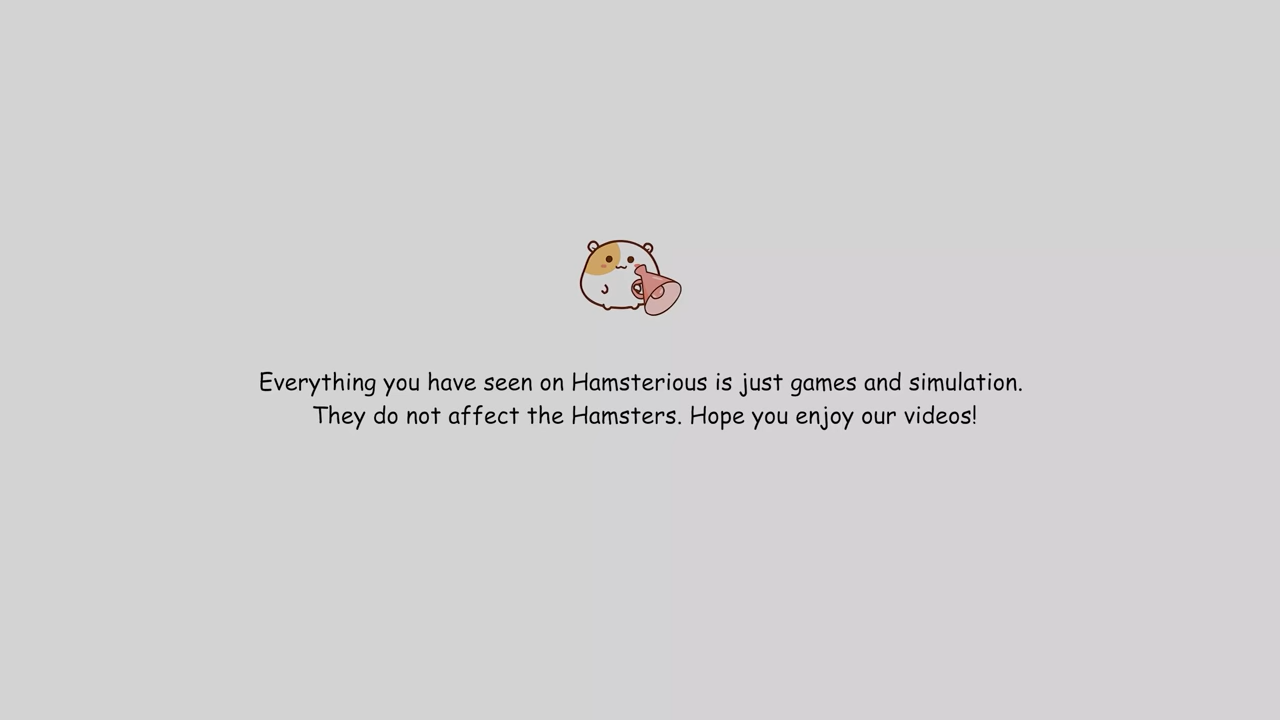 Everything you have seen on Hamsterious is just games and simulation.
They do not affect the Hamsters. Hope you enjoy our videos!